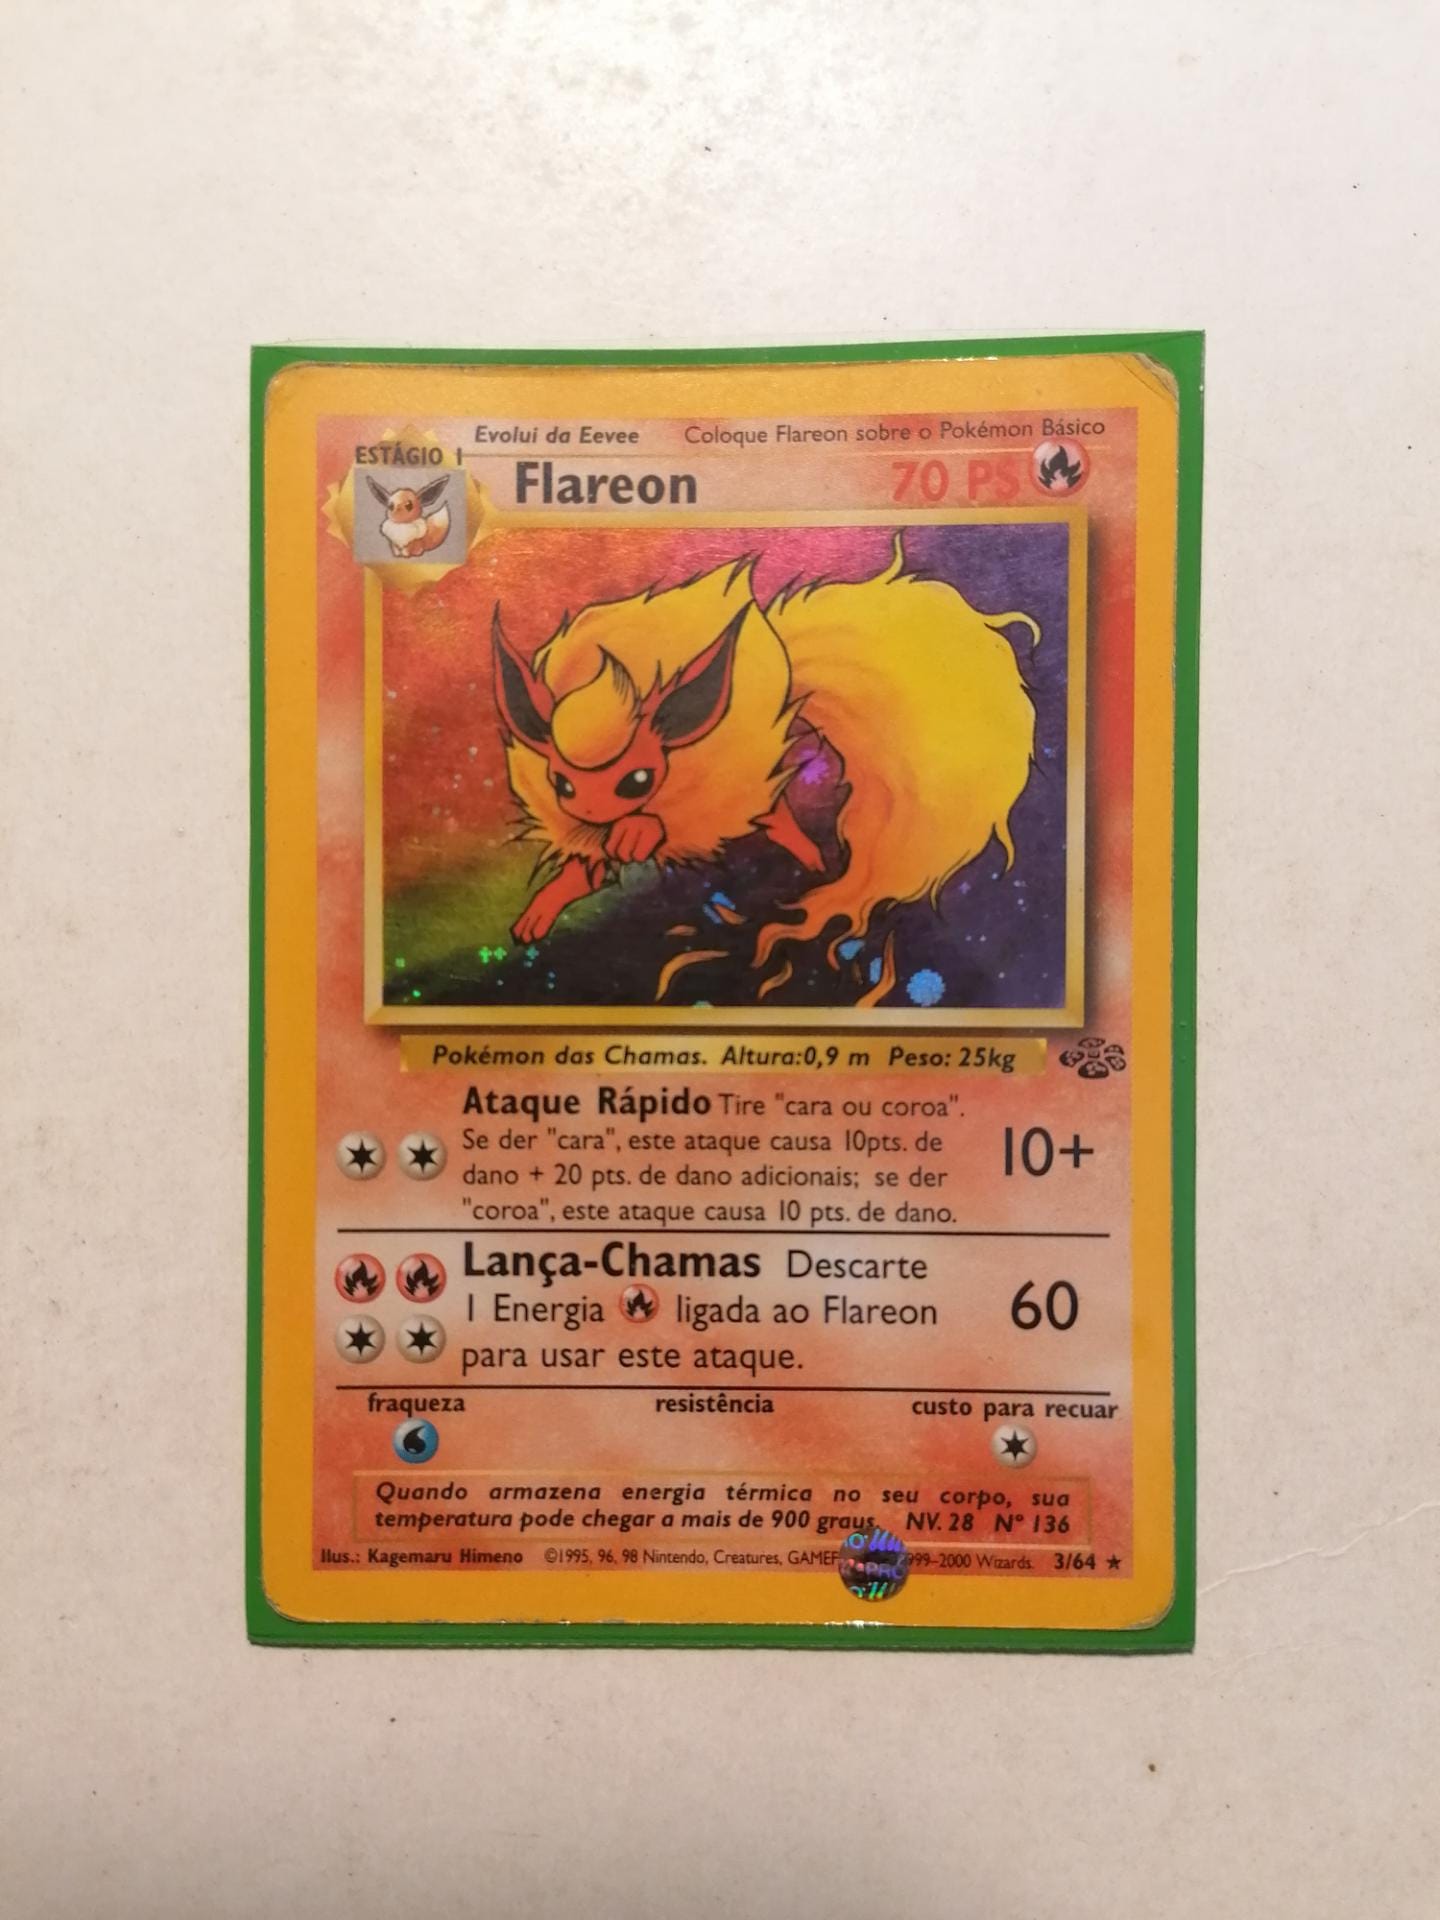 Evolui da Eevee Coloque Flareon sobre o Pokémon Básico
ESTÁGIO 1
Flareon 70 PS
Pokémon das Chamas. Altura:0,9 m Peso: 25kg
Ataque Rápido Tire "cara ou coroa".
Se der "cara", este ataque causa 10pts. de
dano + 20 pts. de dano adicionais; se der
"coroa", este ataque causa 10 pts. de dano.
10+
Lança-Chamas Descarte
1 Energia ligada ao Flareon
para usar este ataque.
60
fraqueza resistência custo para recuar
Quando armazena energia térmica no seu corpo, sua
temperatura pode chegar a mais de 900 graus. NV. 28 Nº 136
Ilus.: Kagemaru Himeno ©1995, 96, 98 Nintendo, Creatures, GAMEF 999-2000 Wizards. 3/64
PRO